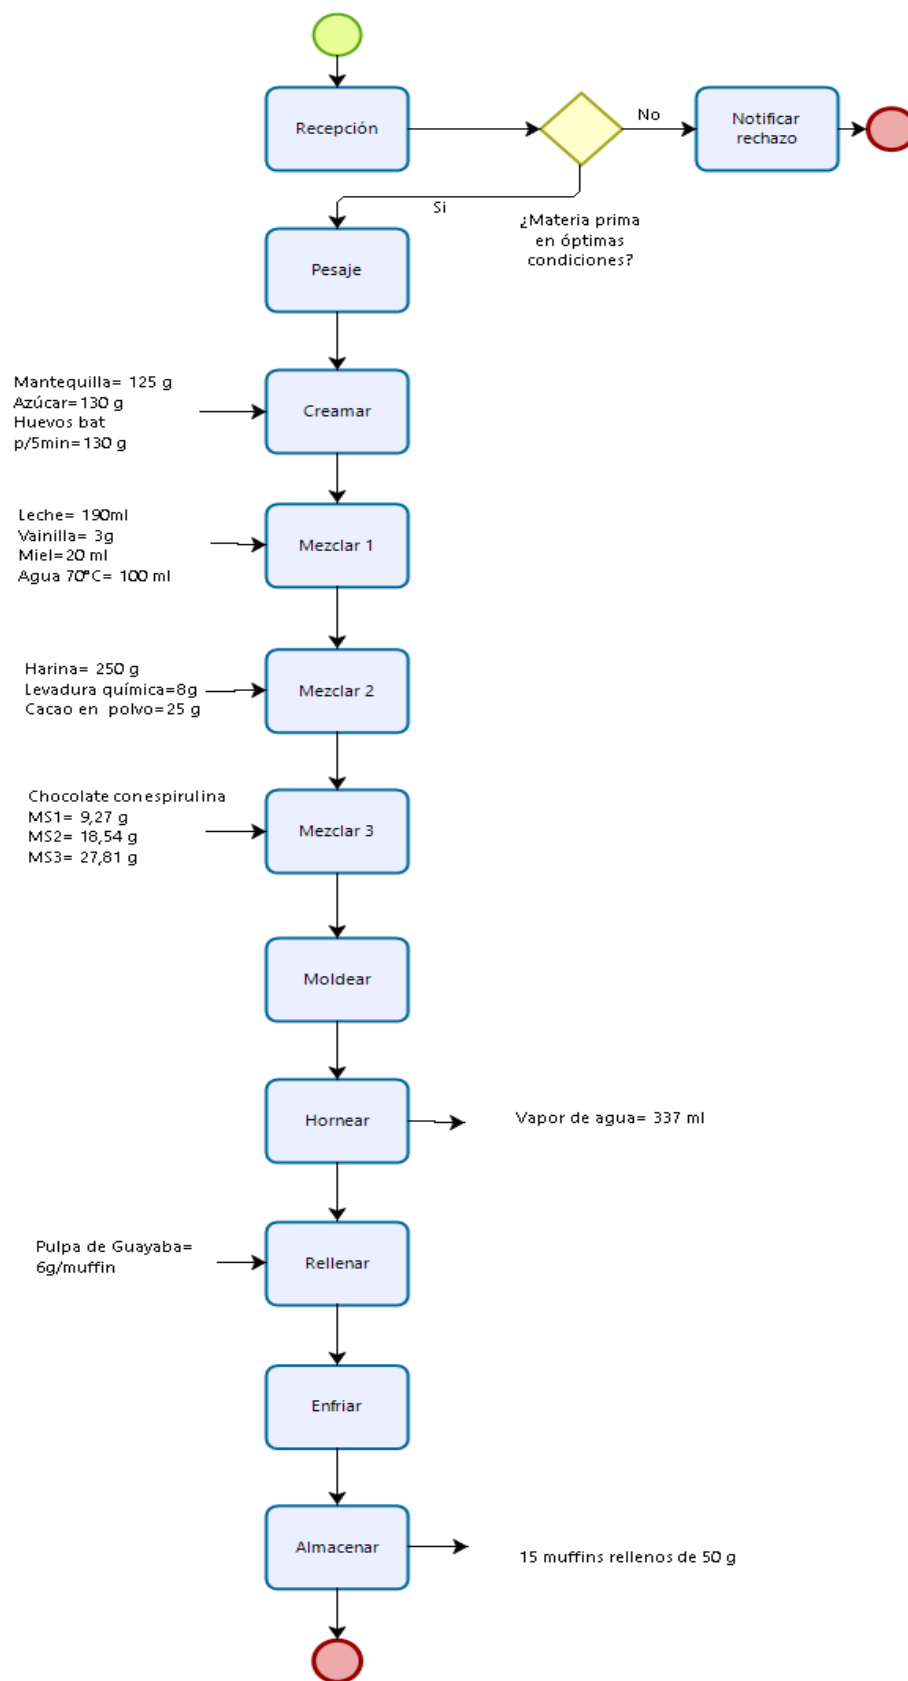 Recepción
No
Notificar
rechazo
Si
¿Materia prima
en óptimas
condiciones?
Pesaje
Mantequilla= 125 g
Azúcar=130 g
Huevos bat
p/5min=130 g
Creamar
Leche= 190ml
Vainilla= 3g
Miel=20 ml
Agua 70°C= 100 ml
Mezclar 1
Harina= 250 g
Levadura química=8g
Cacao en polvo=25 g
Mezclar 2
Chocolate con espirulina
MS1= 9,27 g
MS2= 18,54 g
MS3= 27,81 g
Mezclar 3
Moldear
Hornear
Vapor de agua= 337 ml
Pulpa de Guayaba=
6g/muffin
Rellenar
Enfriar
Almacenar
15 muffins rellenos de 50 g